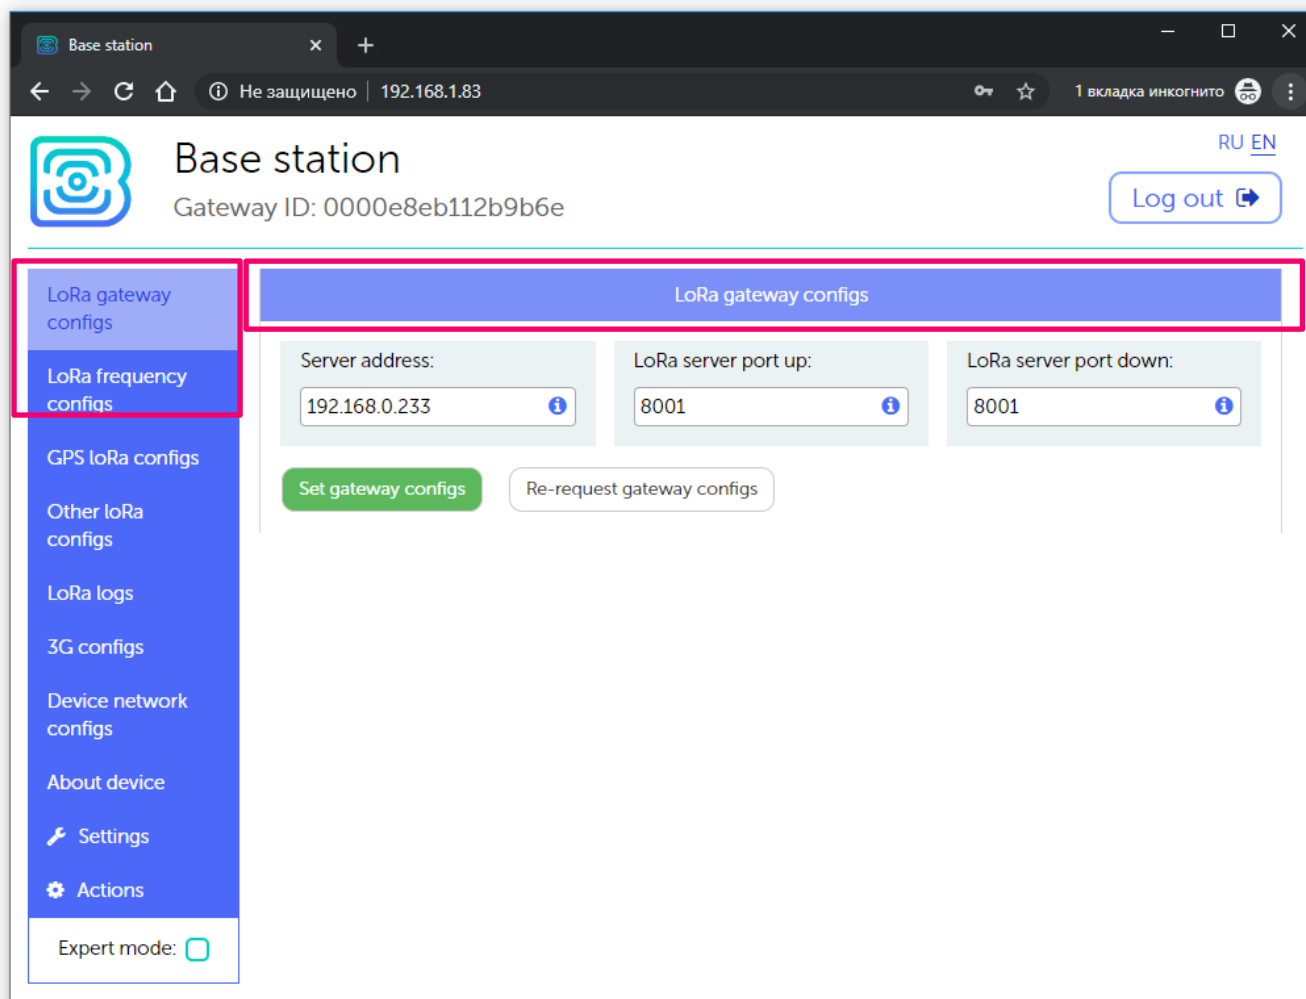 Base station
Не защищено 192.168.1.83
1 вкладка инкогнито
RU EN
Base station
Gateway ID: 0000e8eb112b9b6e
Log out
LoRa gateway
configs
LoRa frequency
configs
GPS loRa configs
Other loRa
configs
LoRa logs
3G configs
Device network
configs
About device
Settings
Actions
Expert mode:
LoRa gateway configs
Server address: LoRa server port up: LoRa server port down:
192.168.0.233 8001 8001
Set gateway configs Re-request gateway configs